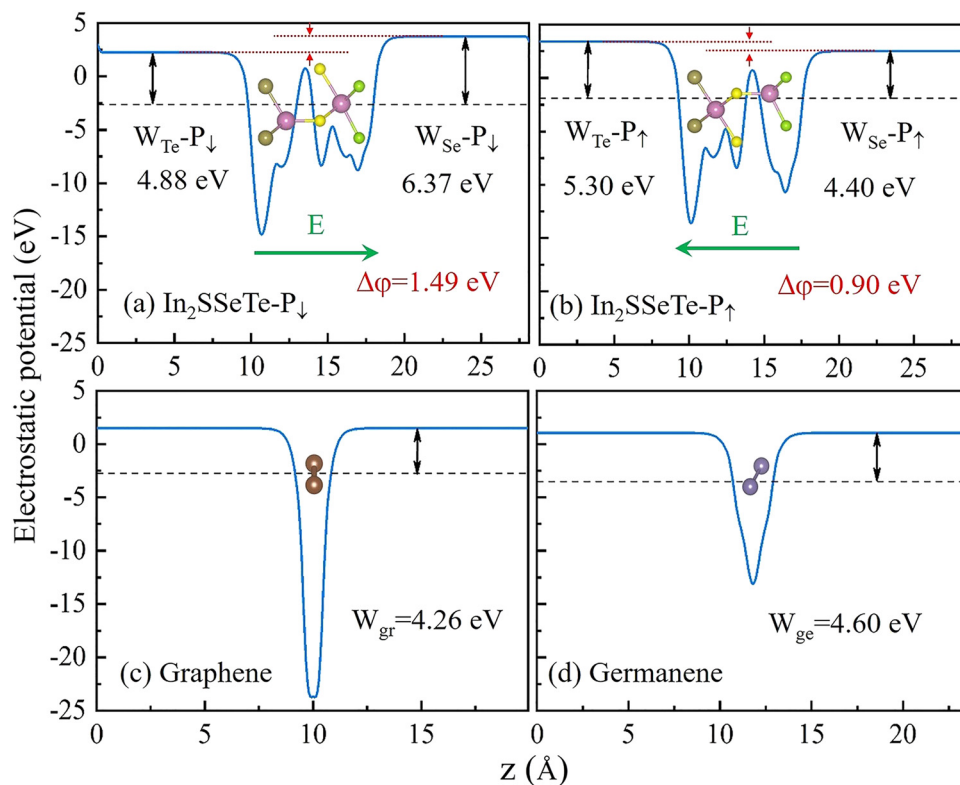 Electrostatic potential (eV)
5
0
-5
-10
-15
-20
-25
W_Te-P↓
4.88 eV
W_Se-P↓
6.37 eV
E
Δφ=1.49 eV
(a) In₂SSeTe-P↓
0 5 10 15 20 25
W_Te-P↑
5.30 eV
W_Se-P↑
4.40 eV
E
Δφ=0.90 eV
(b) In₂SSeTe-P↑
0 5 10 15 20 25
5
0
-5
-10
-15
-20
-25
W_gr=4.26 eV
(c) Graphene
0 5 10 15
W_ge=4.60 eV
(d) Germanene
0 5 10 15 20
z (Å)